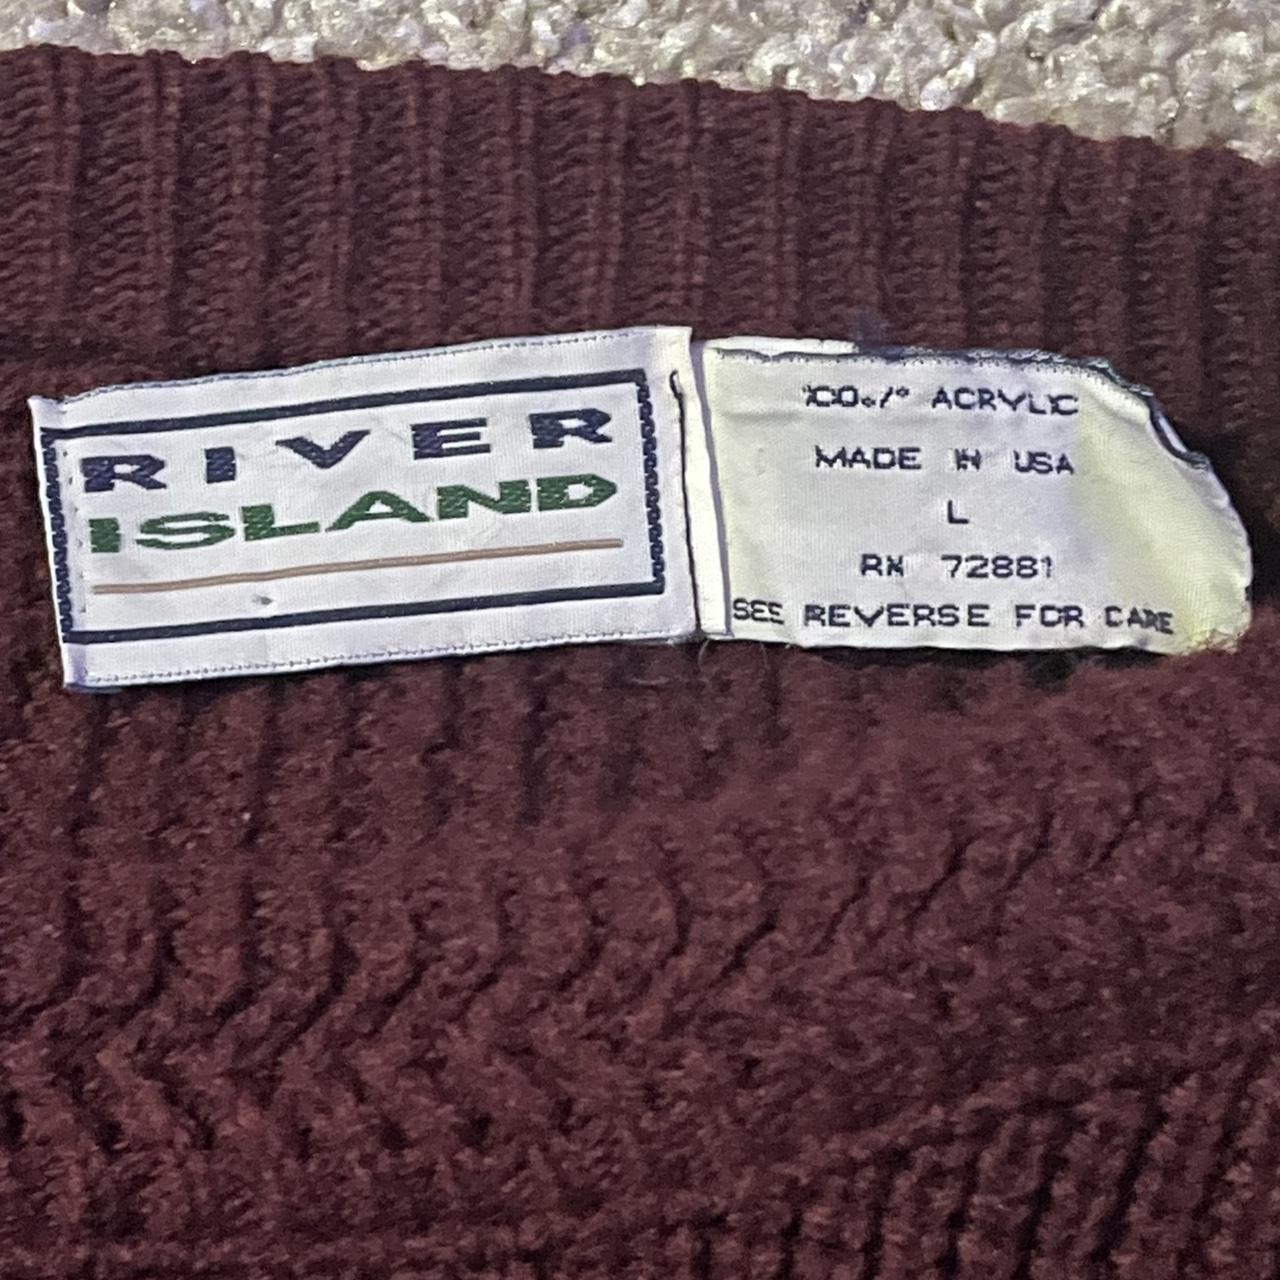 RIVER
ISLAND
100% ACRYLIC
MADE IN USA
L
RN 72881
SEE REVERSE FOR CARE